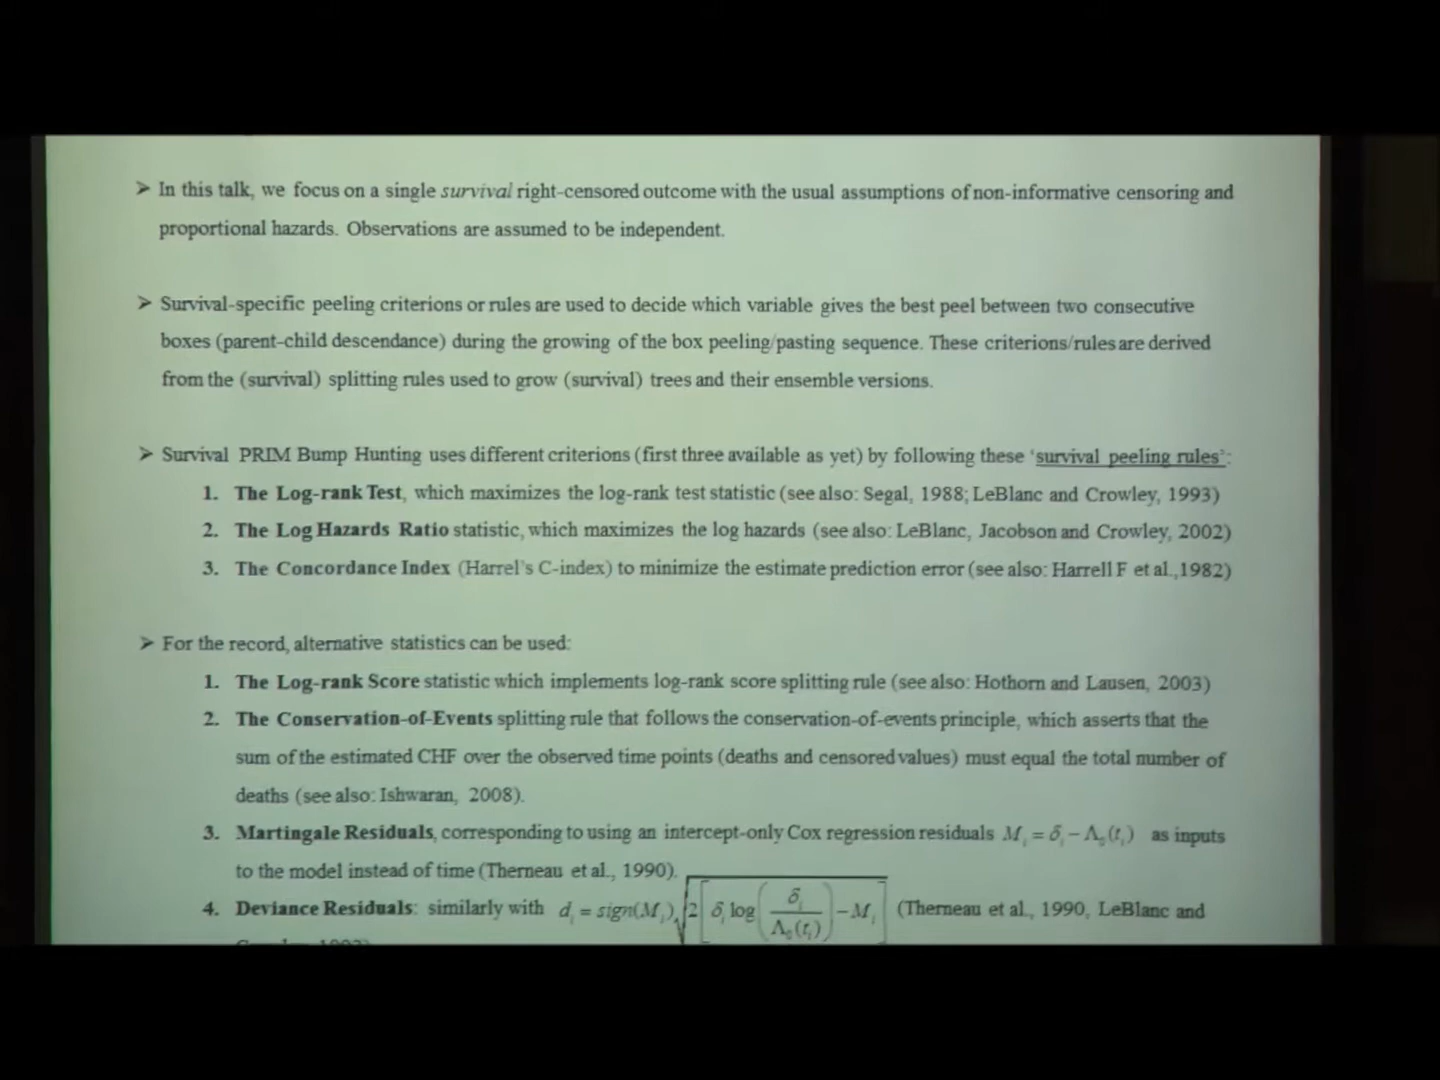 ➢ In this talk, we focus on a single survival right-censored outcome with the usual assumptions of non-informative censoring and
proportional hazards. Observations are assumed to be independent.
➢ Survival-specific peeling criterions or rules are used to decide which variable gives the best peel between two consecutive
boxes (parent-child descendance) during the growing of the box peeling/pasting sequence. These criterions/rules are derived
from the (survival) splitting rules used to grow (survival) trees and their ensemble versions.
➢ Survival PRIM Bump Hunting uses different criterions (first three available as yet) by following these 'survival peeling rules':
1. The Log-rank Test, which maximizes the log-rank test statistic (see also: Segal, 1988; LeBlanc and Crowley, 1993)
2. The Log Hazards Ratio statistic, which maximizes the log hazards (see also: LeBlanc, Jacobson and Crowley, 2002)
3. The Concordance Index (Harrel's C-index) to minimize the estimate prediction error (see also: Harrell F et al.,1982)
➢ For the record, alternative statistics can be used:
1. The Log-rank Score statistic which implements log-rank score splitting rule (see also: Hothorn and Lausen, 2003)
2. The Conservation-of-Events splitting rule that follows the conservation-of-events principle, which asserts that the
sum of the estimated CHF over the observed time points (deaths and censored values) must equal the total number of
deaths (see also: Ishwaran, 2008).
3. Martingale Residuals, corresponding to using an intercept-only Cox regression residuals M_i = δ_i − Λ_0(t_i) as inputs
to the model instead of time (Therneau et al., 1990).
4. Deviance Residuals: similarly with d_i = sign(M_i) √(2[δ_i log(δ_i / Λ_0(t_i)) − M_i]) (Therneau et al., 1990, LeBlanc and